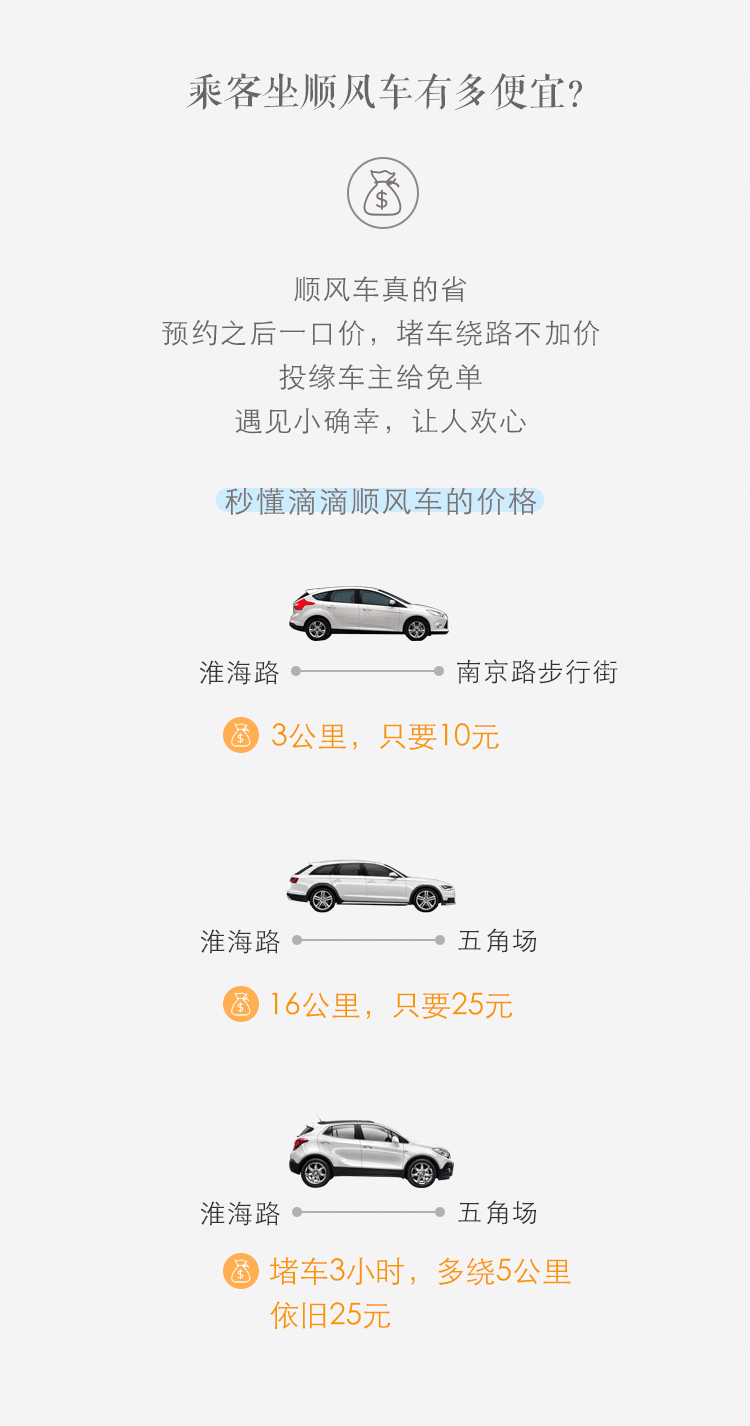 乘客坐顺风车有多便宜?
$
顺风车真的省
预约之后一口价，堵车绕路不加价
投缘车主给免单
遇见小确幸，让人欢心
秒懂滴滴顺风车的价格
淮海路 南京路步行街
$ 3公里，只要10元
淮海路 五角场
$ 16公里，只要25元
淮海路 五角场
$ 堵车3小时，多绕5公里
依旧25元